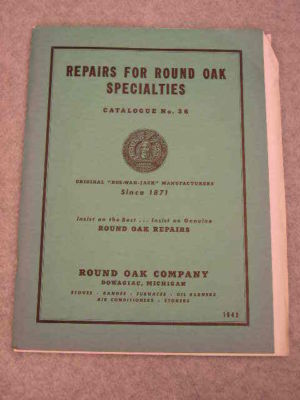 REPAIRS FOR ROUND OAK
SPECIALTIES
CATALOGUE No. 36
ORIGINAL "DOE-WAH-JACK" MANUFACTURERS
Since 1871
Insist on the Best ... Insist on Genuine
ROUND OAK REPAIRS
ROUND OAK COMPANY
DOWAGIAC, MICHIGAN
STOVES - RANGES - FURNACES - OIL BURNERS
AIR CONDITIONERS - STOKERS
1942